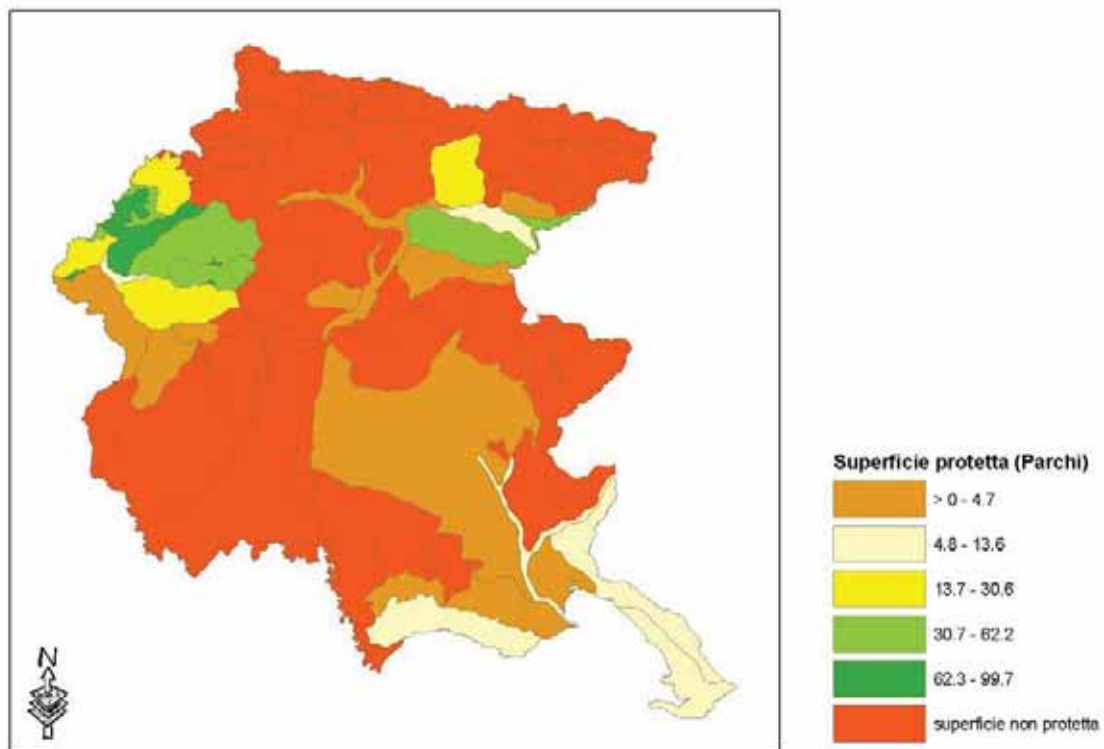 Superficie protetta (Parchi)
> 0 - 4.7
4.8 - 13.6
13.7 - 30.6
30.7 - 62.2
62.3 - 99.7
superficie non protetta
N